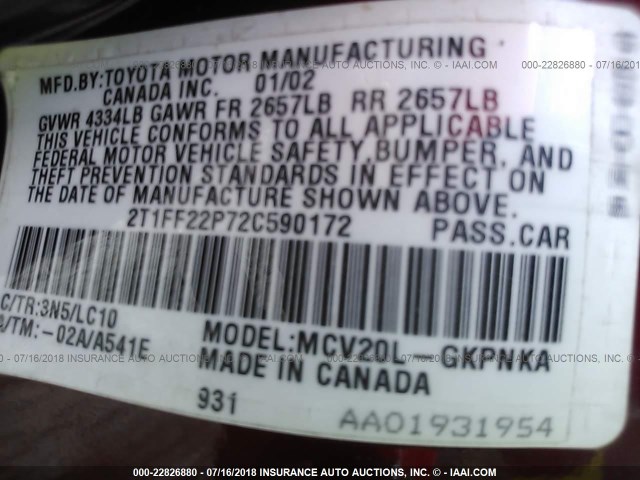 000-22826880 - 07/16/2018 - INSURANCE AUTO AUCTIONS - © - IAAI.COM
MFD.BY:TOYOTA MOTOR MANUFACTURING
CANADA INC. 01/02
GVWR 4334LB GAWR FR 2657LB RR 2657LB
THIS VEHICLE CONFORMS TO ALL APPLICABLE
FEDERAL MOTOR VEHICLE SAFETY,BUMPER, AND
THEFT PREVENTION STANDARDS IN EFFECT ON
THE DATE OF MANUFACTURE SHOWN ABOVE.
2T1FF22P72C590172 PASS.CAR
C/TR:3N5/LC10
/TM:-02A/A541E
MODEL:MCV20L GKPNKA
MADE IN CANADA
931
AA01931954
000-22826880 - 07/16/2018 - INSURANCE AUTO AUCTIONS - © - IAAI.COM